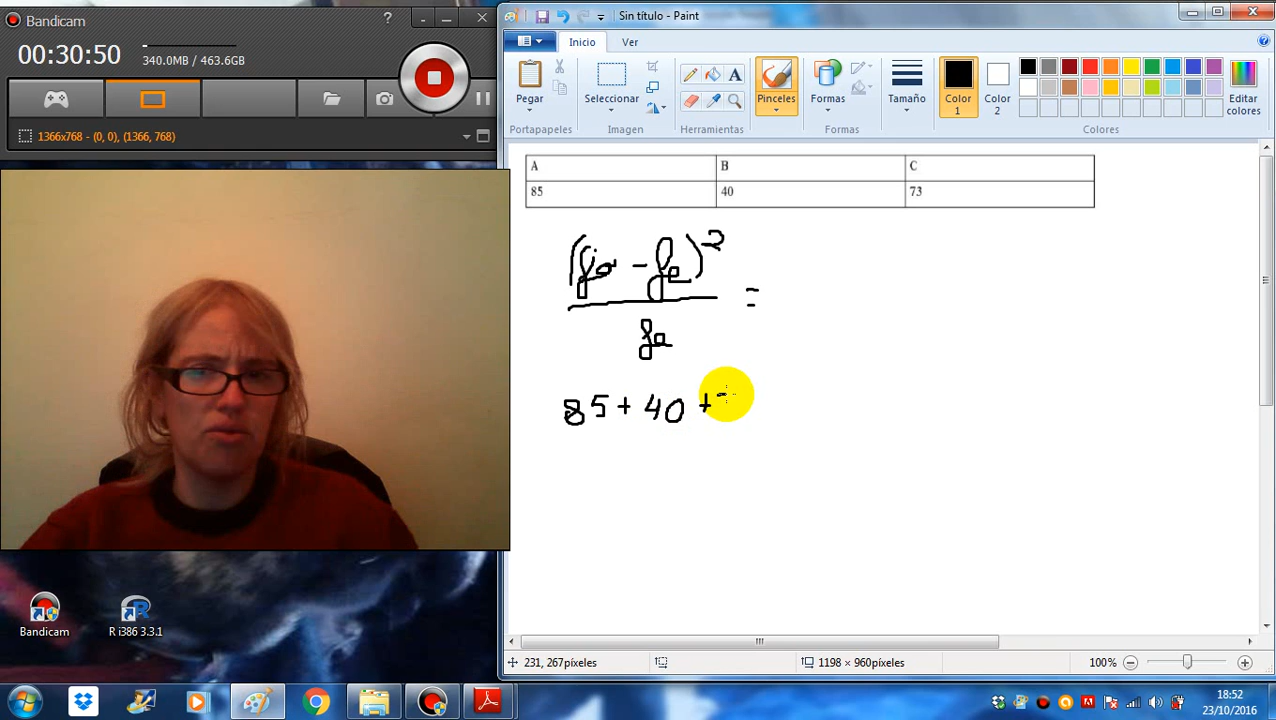 Bandicam
00:30:50
340.0MB / 463.6GB
1366x768 - (0, 0), (1366, 768)
Sin título - Paint
Inicio
Ver
Pegar
Seleccionar
Pinceles
Formas
Tamaño
Color 1
Color 2
Editar colores
Portapapeles
Imagen
Herramientas
Formas
Colores
A B C
85 40 73
(fo - fe)²
=
fe
85 + 40 +
231, 267píxeles
1198 × 960píxeles
100%
Bandicam
R i386 3.3.1
18:52
23/10/2016